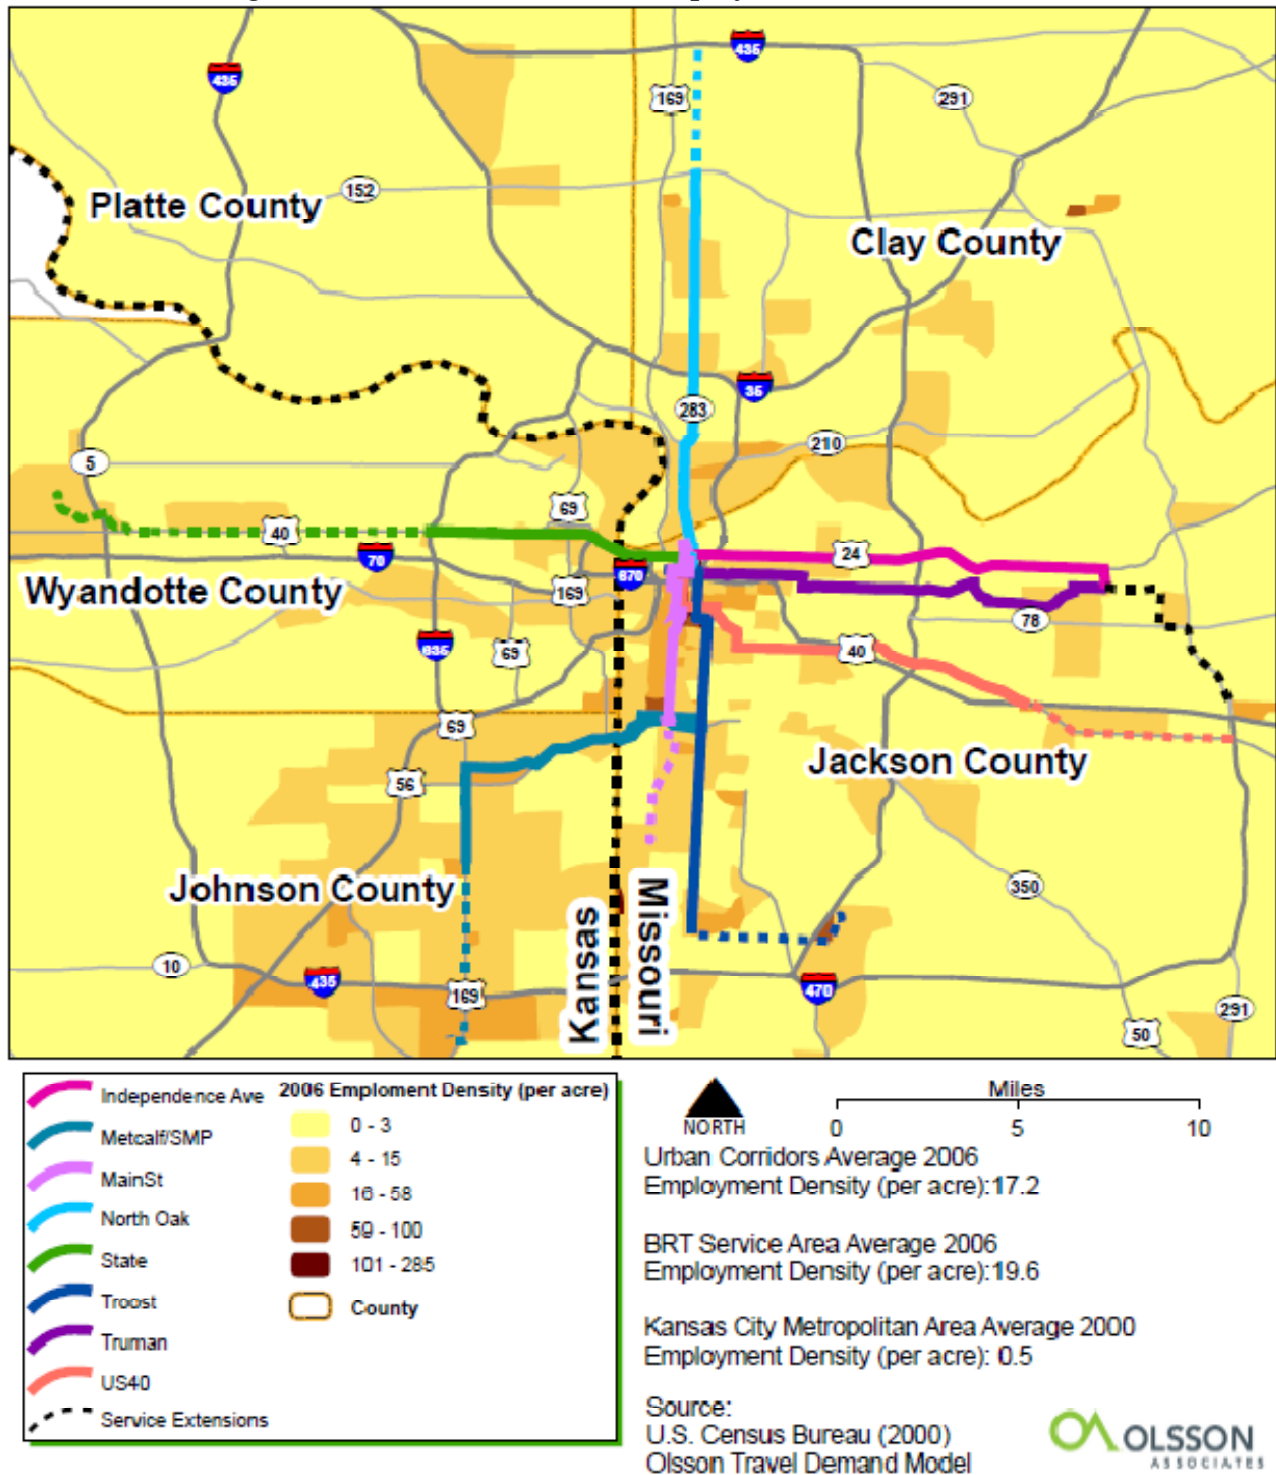 435
435
169
291
152
Platte County
Clay County
35
283
210
5
69
40
24
70
670
Wyandotte County
169
78
635
69
40
69
Jackson County
56
Johnson County
350
Kansas
Missouri
10
435
169
470
291
50
Independence Ave
Metcalf/SMP
MainSt
North Oak
State
Troost
Truman
US40
Service Extensions
2006 Emploment Density (per acre)
0 - 3
4 - 15
16 - 58
59 - 100
101 - 285
County
NORTH
Miles
0 5 10
Urban Corridors Average 2006
Employment Density (per acre):17.2
BRT Service Area Average 2006
Employment Density (per acre):19.6
Kansas City Metropolitan Area Average 2000
Employment Density (per acre): 0.5
Source:
U.S. Census Bureau (2000)
Olsson Travel Demand Model
OLSSON
ASSOCIATES